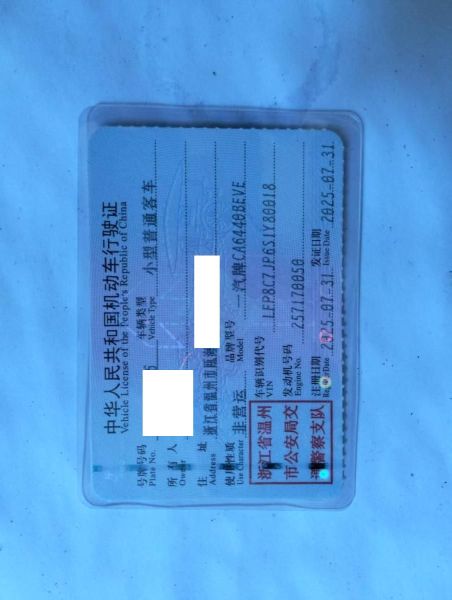 中华人民共和国机动车行驶证
Vehicle License of the People's Republic of China
号牌号码
Plate No.
车辆类型 小型普通客车
Vehicle Type
所有人
Owner
住址 浙江省温州市瓯海
Address
使用性质 非营运
Use Character
品牌型号 一汽牌CA6440BEVE
Model
浙江省温州
市公安局交
通警察支队
车辆识别代号
VIN
LFP8C7JP6S1Y80018
发动机号码 257170050
Engine No.
注册日期 2025-07-31
Register Date
发证日期 2025-07-31
Issue Date